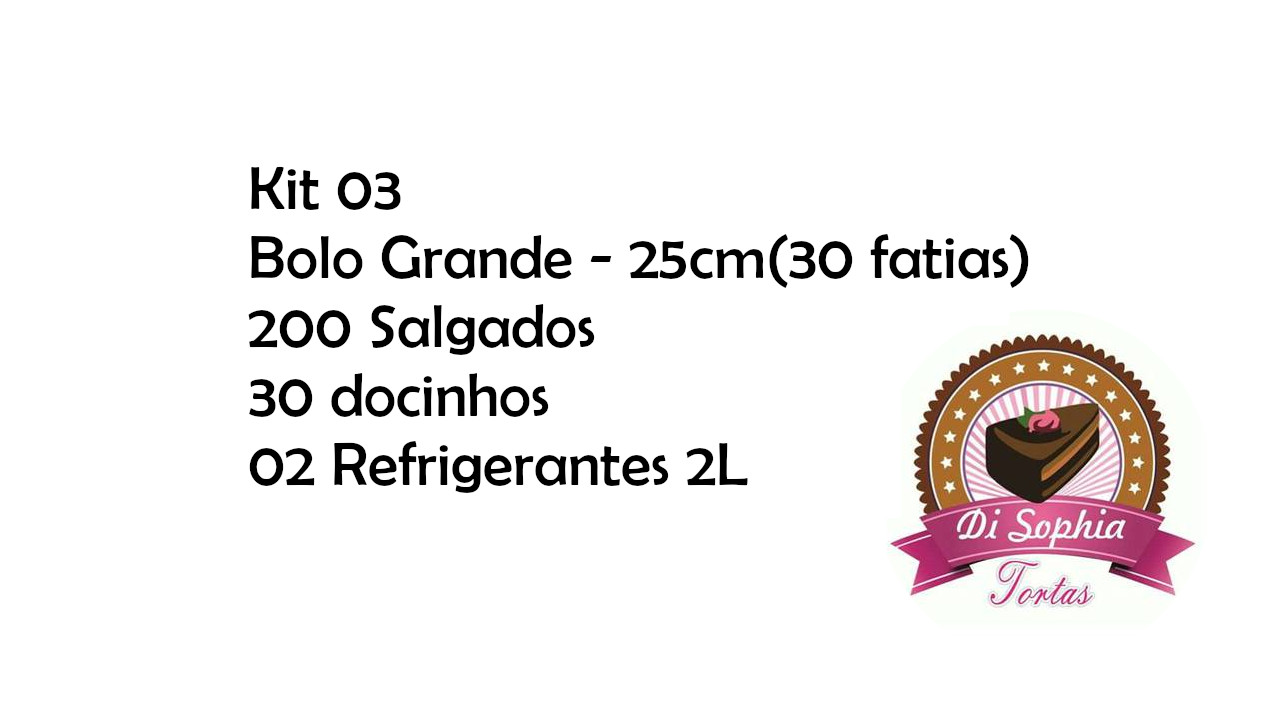 Kit 03
Bolo Grande - 25cm(30 fatias)
200 Salgados
30 docinhos
02 Refrigerantes 2L
Di Sophia
Tortas